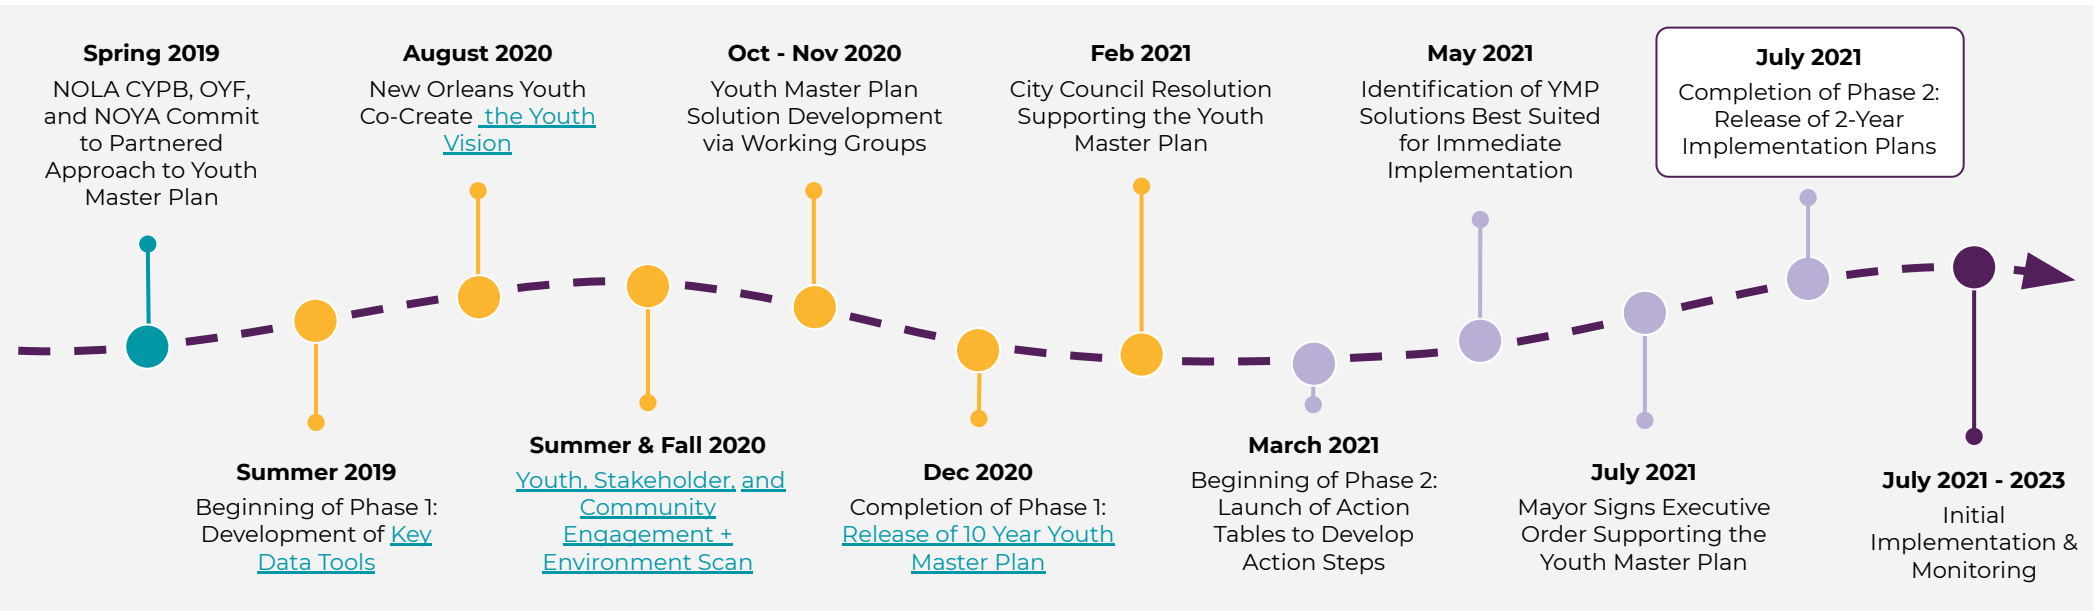 Spring 2019
NOLA CYPB, OYF,
and NOYA Commit
to Partnered
Approach to Youth
Master Plan
Summer 2019
Beginning of Phase 1:
Development of Key
Data Tools
August 2020
New Orleans Youth
Co-Create the Youth
Vision
Summer & Fall 2020
Youth, Stakeholder, and
Community
Engagement +
Environment Scan
Oct - Nov 2020
Youth Master Plan
Solution Development
via Working Groups
Dec 2020
Completion of Phase 1:
Release of 10 Year Youth
Master Plan
Feb 2021
City Council Resolution
Supporting the Youth
Master Plan
March 2021
Beginning of Phase 2:
Launch of Action
Tables to Develop
Action Steps
May 2021
Identification of YMP
Solutions Best Suited
for Immediate
Implementation
July 2021
Mayor Signs Executive
Order Supporting the
Youth Master Plan
July 2021
Completion of Phase 2:
Release of 2-Year
Implementation Plans
July 2021 - 2023
Initial
Implementation &
Monitoring